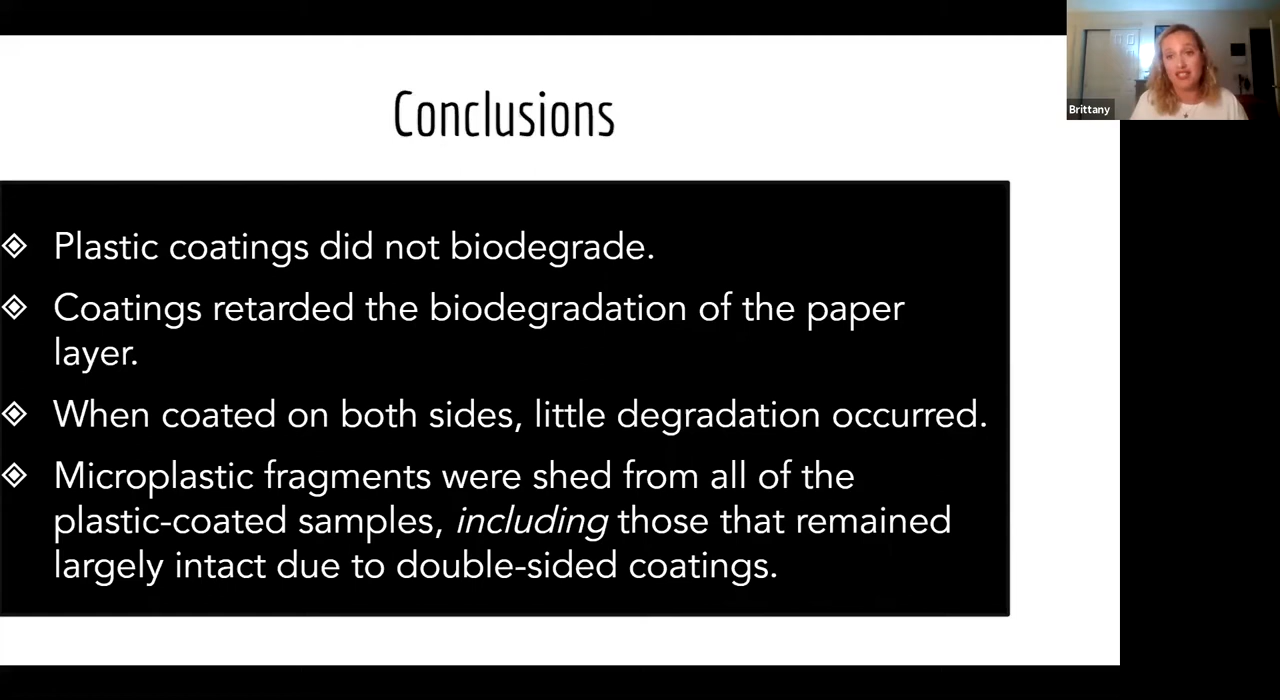 Conclusions
Brittany
Plastic coatings did not biodegrade.
Coatings retarded the biodegradation of the paper
layer.
When coated on both sides, little degradation occurred.
Microplastic fragments were shed from all of the
plastic-coated samples, including those that remained
largely intact due to double-sided coatings.